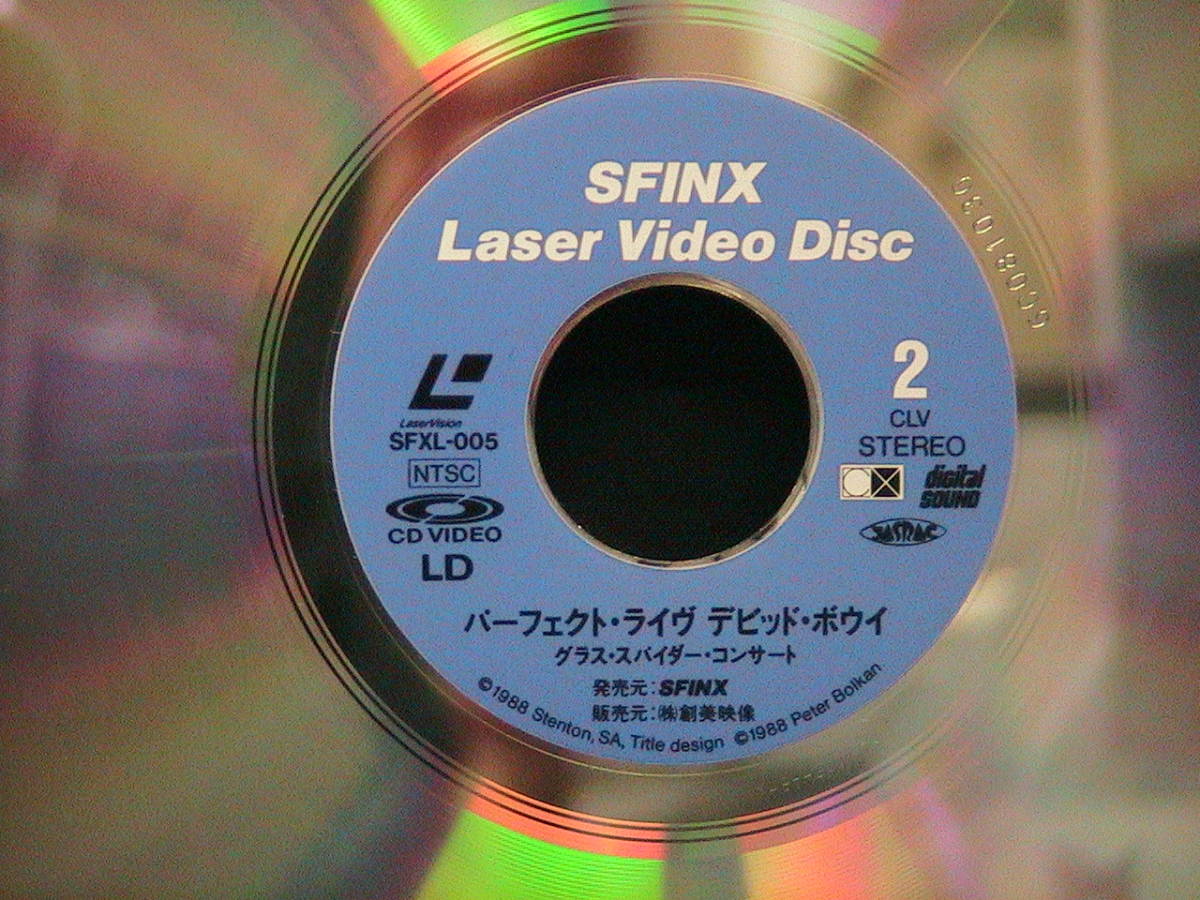 SFINX
Laser Video Disc
LaserVision
SFXL-005
NTSC
CD VIDEO
LD
2
CLV
STEREO
digital
SOUND
JASRAC
パーフェクト・ライヴ デビッド・ボウイ
グラス・スパイダー・コンサート
発売元:SFINX
販売元:㈱創美映像
©1988 Stenton, SA, Title design ©1988 Peter Bolkan